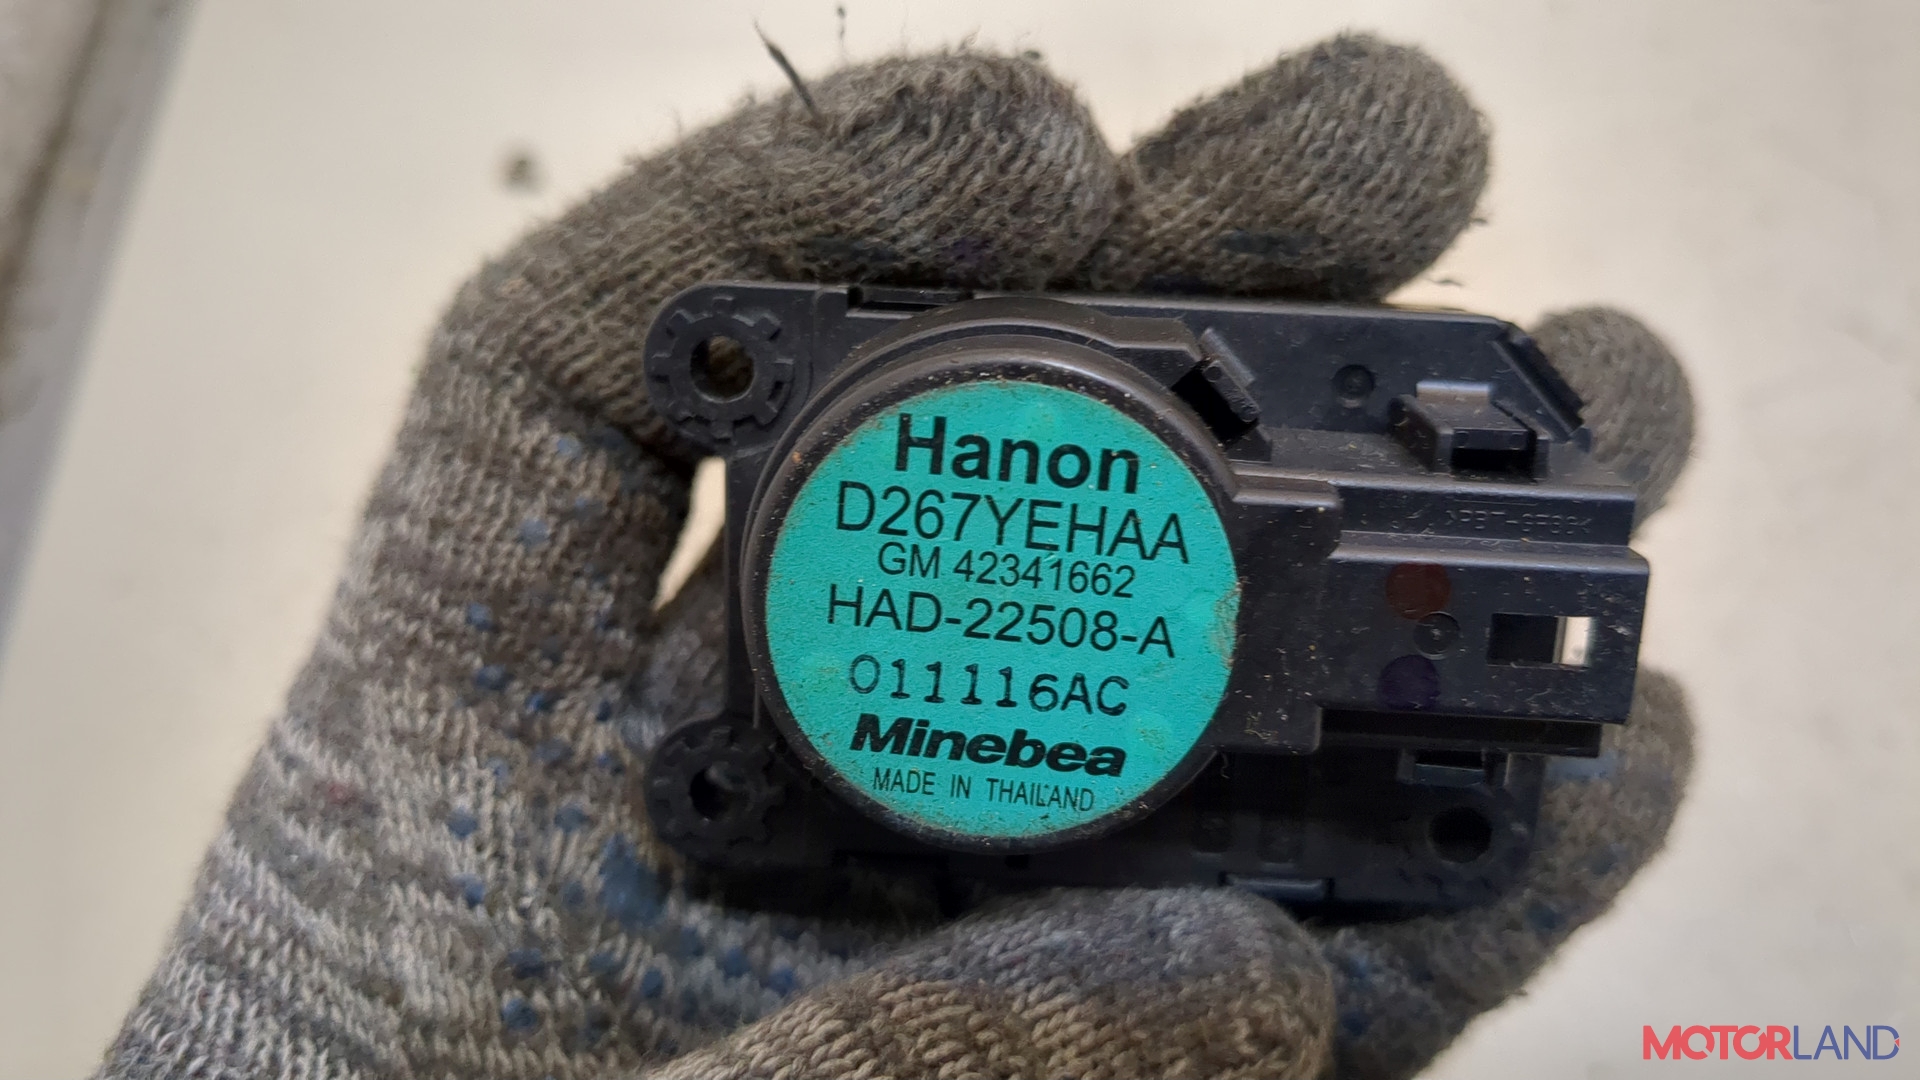 Hanon
D267YEHAA
GM 42341662
HAD-22508-A
011116AC
Minebea
MADE IN THAILAND
MOTORLAND